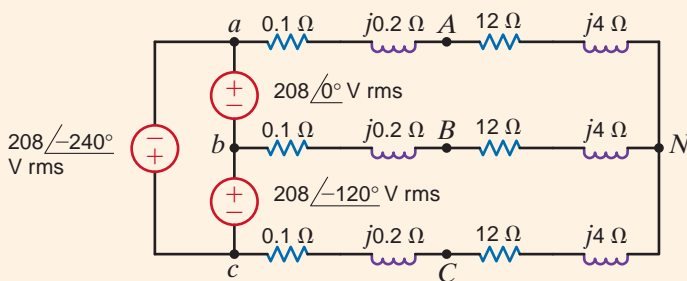 a 0.1 Ω j0.2 Ω A 12 Ω j4 Ω
+
−
208 /0° V rms
208 /−240°
V rms
−
+
b 0.1 Ω j0.2 Ω B 12 Ω j4 Ω N
+
−
208 /−120° V rms
c 0.1 Ω j0.2 Ω C 12 Ω j4 Ω